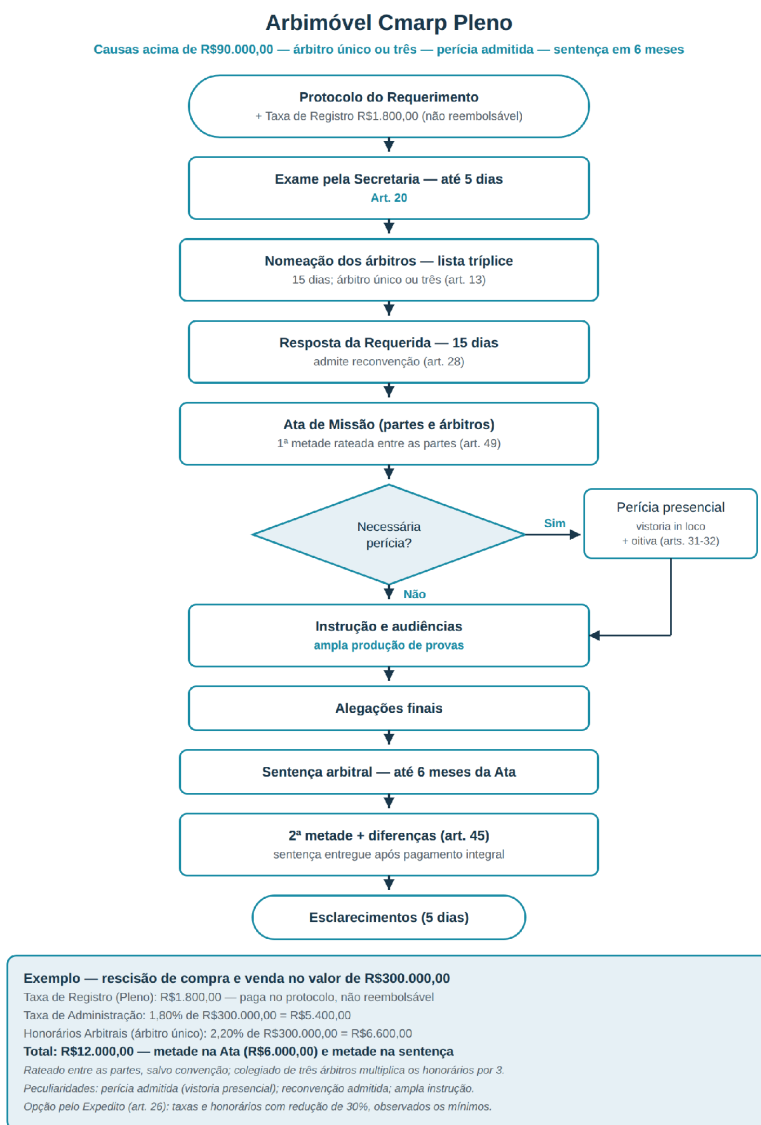 Arbimóvel Cmarp Pleno
Causas acima de R$90.000,00 — árbitro único ou três — perícia admitida — sentença em 6 meses
Protocolo do Requerimento
+ Taxa de Registro R$1.800,00 (não reembolsável)
Exame pela Secretaria — até 5 dias
Art. 20
Nomeação dos árbitros — lista tríplice
15 dias; árbitro único ou três (art. 13)
Resposta da Requerida — 15 dias
admite reconvenção (art. 28)
Ata de Missão (partes e árbitros)
1ª metade rateada entre as partes (art. 49)
Necessária
perícia?
Sim
Perícia presencial
vistoria in loco
+ oitiva (arts. 31-32)
Não
Instrução e audiências
ampla produção de provas
Alegações finais
Sentença arbitral — até 6 meses da Ata
2ª metade + diferenças (art. 45)
sentença entregue após pagamento integral
Esclarecimentos (5 dias)
Exemplo — rescisão de compra e venda no valor de R$300.000,00
Taxa de Registro (Pleno): R$1.800,00 — paga no protocolo, não reembolsável
Taxa de Administração: 1,80% de R$300.000,00 = R$5.400,00
Honorários Arbitrais (árbitro único): 2,20% de R$300.000,00 = R$6.600,00
Total: R$12.000,00 — metade na Ata (R$6.000,00) e metade na sentença
Rateado entre as partes, salvo convenção; colegiado de três árbitros multiplica os honorários por 3.
Peculiaridades: perícia admitida (vistoria presencial); reconvenção admitida; ampla instrução.
Opção pelo Expedito (art. 26): taxas e honorários com redução de 30%, observados os mínimos.